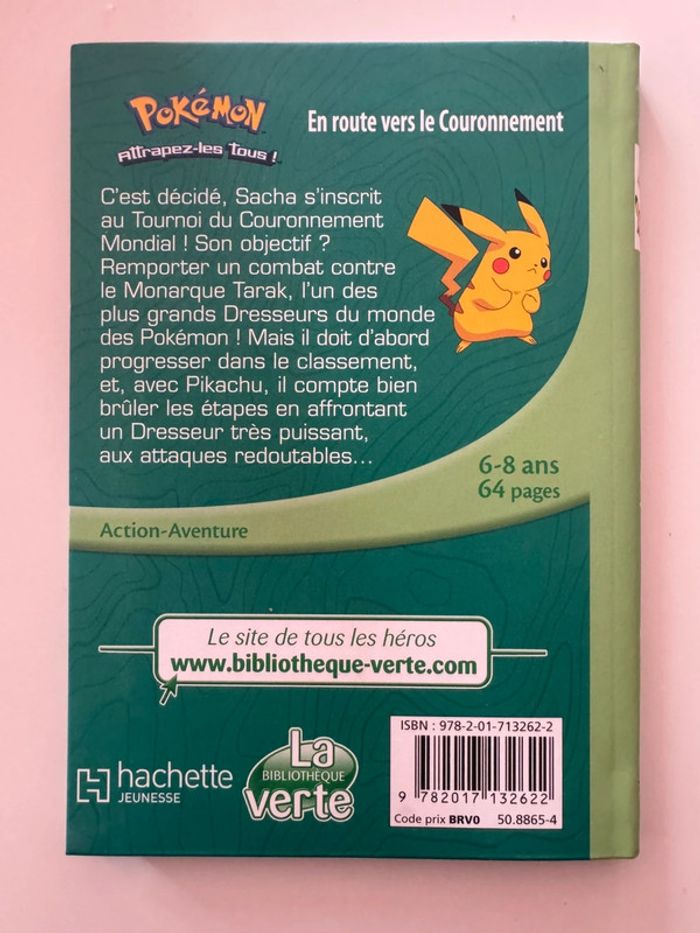 POKéMON
Attrapez-les tous !
En route vers le Couronnement
C'est décidé, Sacha s'inscrit
au Tournoi du Couronnement
Mondial ! Son objectif ?
Remporter un combat contre
le Monarque Tarak, l'un des
plus grands Dresseurs du monde
des Pokémon ! Mais il doit d'abord
progresser dans le classement,
et, avec Pikachu, il compte bien
brûler les étapes en affrontant
un Dresseur très puissant,
aux attaques redoutables...
6-8 ans
64 pages
Action-Aventure
Le site de tous les héros
www.bibliotheque-verte.com
hachette
JEUNESSE
La
BIBLIOTHÈQUE
verte
ISBN : 978-2-01-713262-2
9 782017 132622
Code prix BRV0 50.8865-4